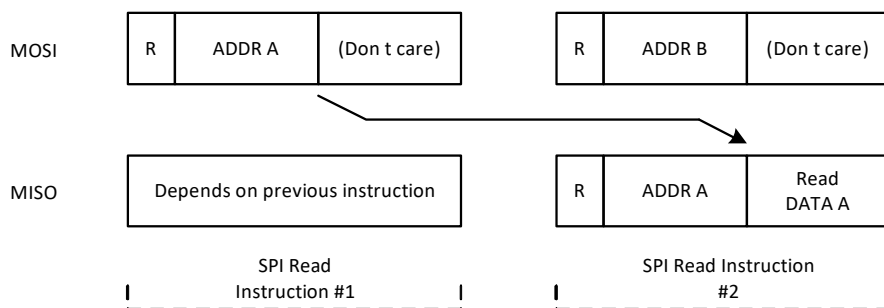 MOSI
R
ADDR A
(Don t care)
R
ADDR B
(Don t care)
MISO
Depends on previous instruction
R
ADDR A
Read
DATA A
SPI Read
Instruction #1
SPI Read Instruction
#2